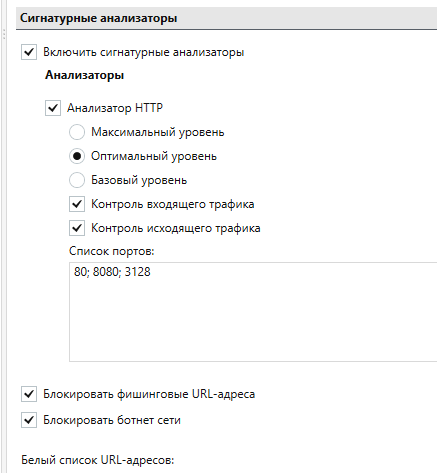 Сигнатурные анализаторы
Включить сигнатурные анализаторы
Анализаторы
Анализатор HTTP
Максимальный уровень
Оптимальный уровень
Базовый уровень
Контроль входящего трафика
Контроль исходящего трафика
Список портов:
80; 8080; 3128
Блокировать фишинговые URL-адреса
Блокировать ботнет сети
Белый список URL-адресов: